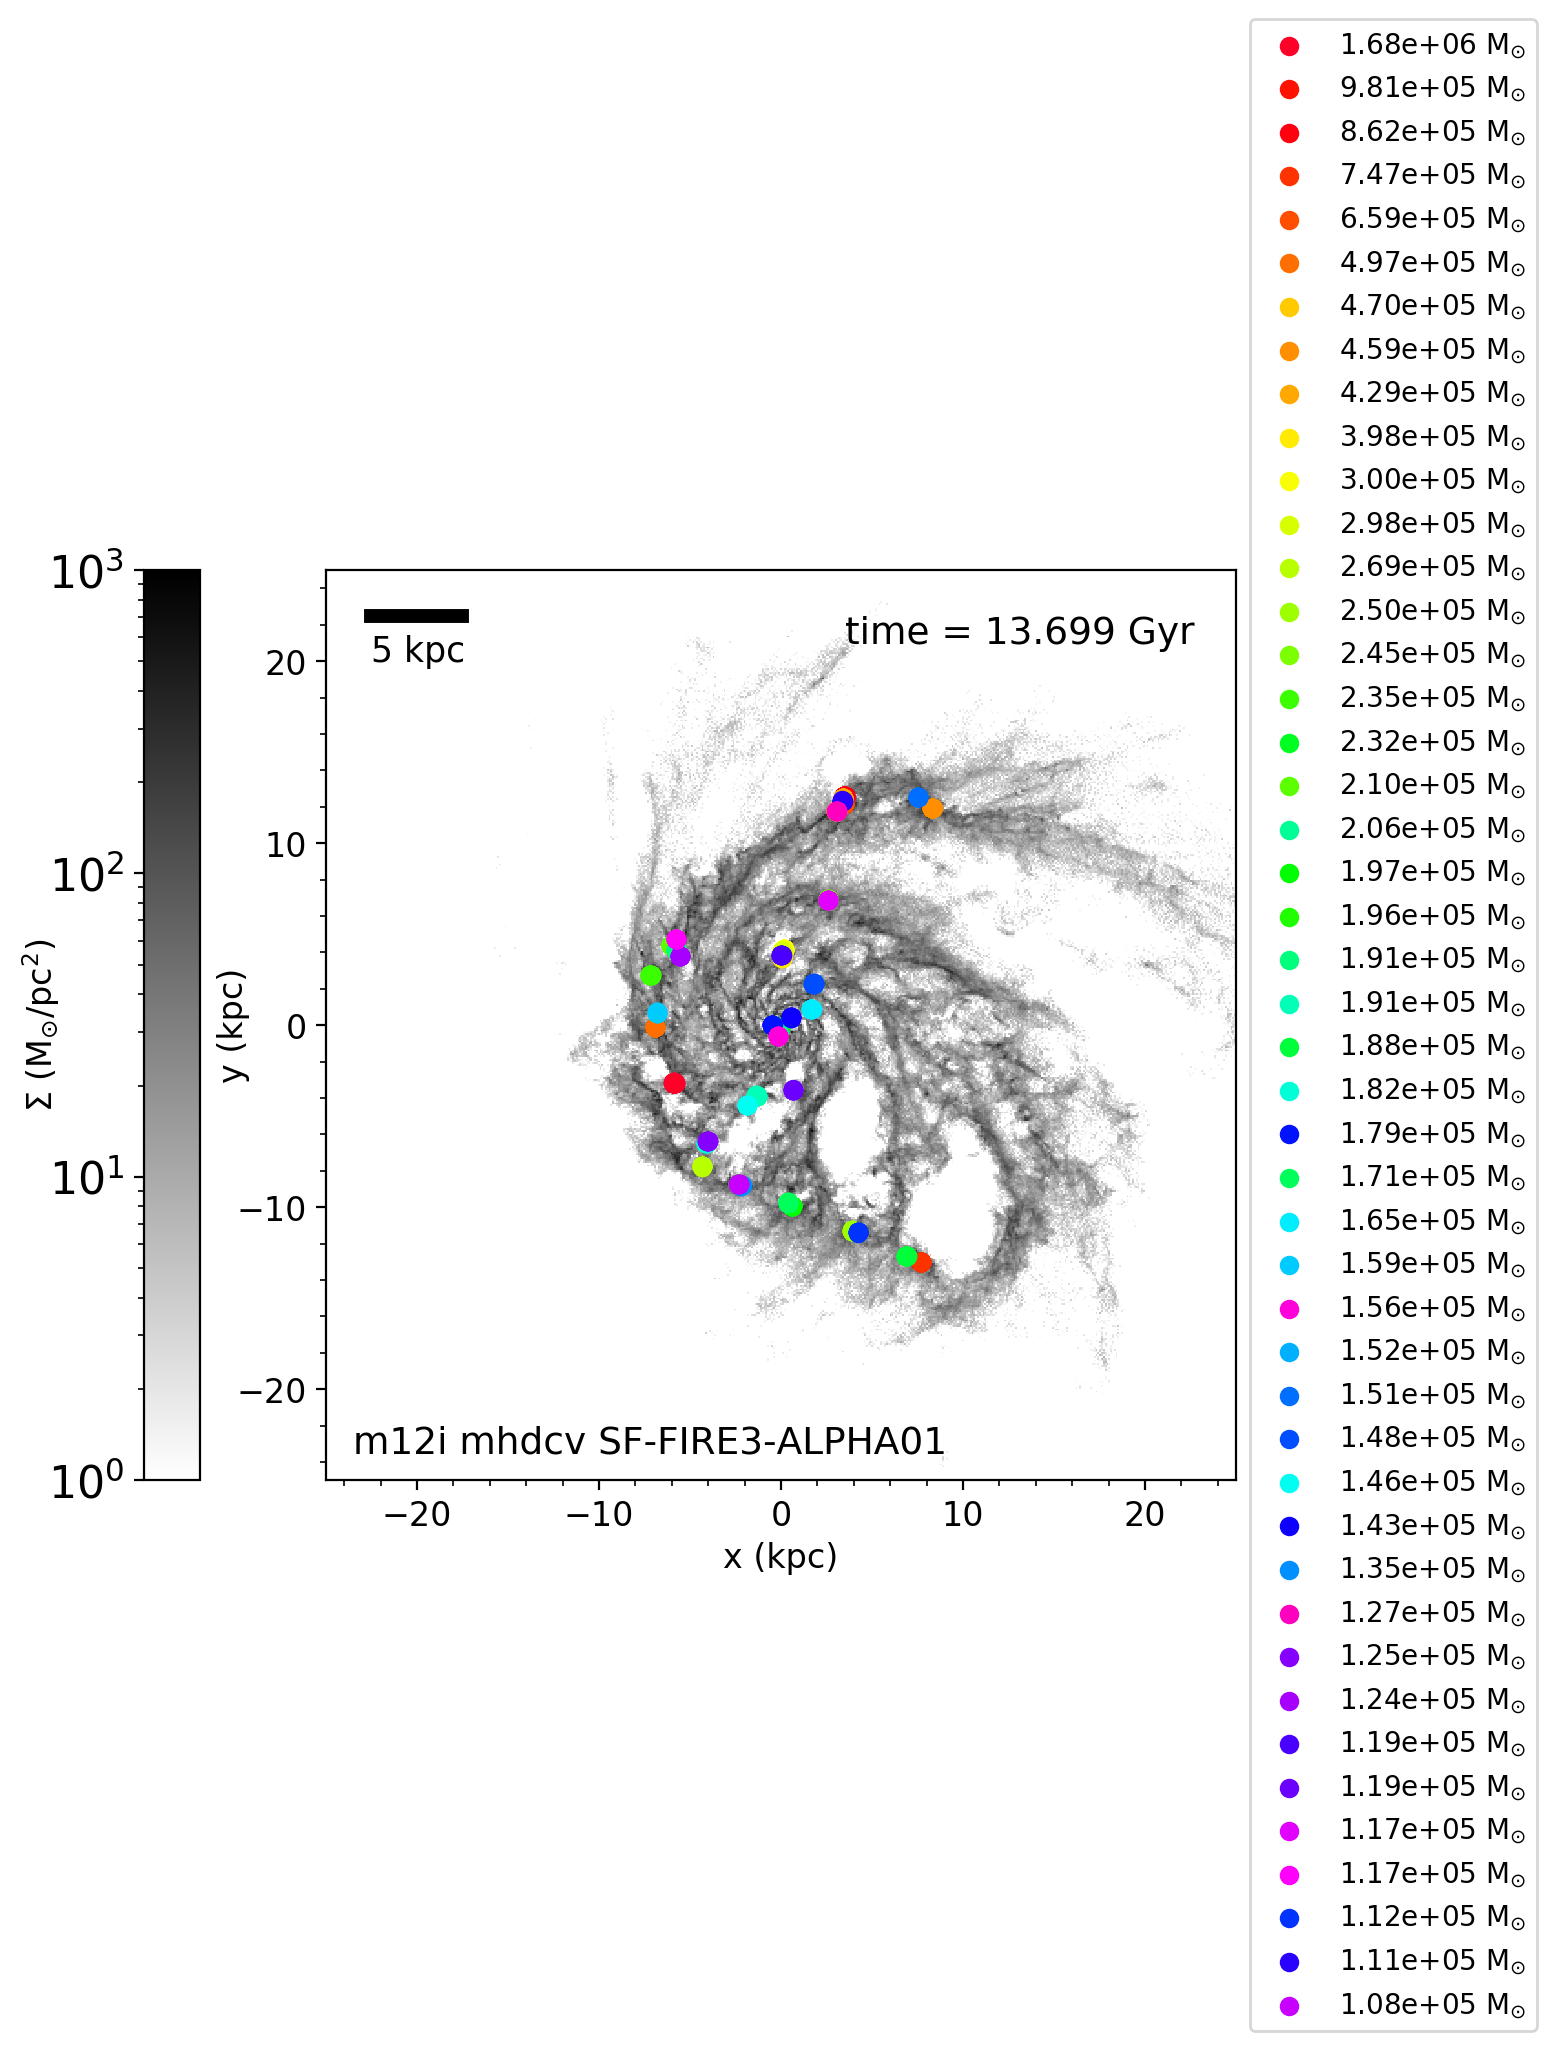 10³
10²
10¹
10⁰
Σ (M⊙/pc²)
20
10
0
−10
−20
y (kpc)
5 kpc
time = 13.699 Gyr
m12i mhdcv SF-FIRE3-ALPHA01
−20 −10 0 10 20
x (kpc)
1.68e+06 M⊙
9.81e+05 M⊙
8.62e+05 M⊙
7.47e+05 M⊙
6.59e+05 M⊙
4.97e+05 M⊙
4.70e+05 M⊙
4.59e+05 M⊙
4.29e+05 M⊙
3.98e+05 M⊙
3.00e+05 M⊙
2.98e+05 M⊙
2.69e+05 M⊙
2.50e+05 M⊙
2.45e+05 M⊙
2.35e+05 M⊙
2.32e+05 M⊙
2.10e+05 M⊙
2.06e+05 M⊙
1.97e+05 M⊙
1.96e+05 M⊙
1.91e+05 M⊙
1.91e+05 M⊙
1.88e+05 M⊙
1.82e+05 M⊙
1.79e+05 M⊙
1.71e+05 M⊙
1.65e+05 M⊙
1.59e+05 M⊙
1.56e+05 M⊙
1.52e+05 M⊙
1.51e+05 M⊙
1.48e+05 M⊙
1.46e+05 M⊙
1.43e+05 M⊙
1.35e+05 M⊙
1.27e+05 M⊙
1.25e+05 M⊙
1.24e+05 M⊙
1.19e+05 M⊙
1.19e+05 M⊙
1.17e+05 M⊙
1.17e+05 M⊙
1.12e+05 M⊙
1.11e+05 M⊙
1.08e+05 M⊙